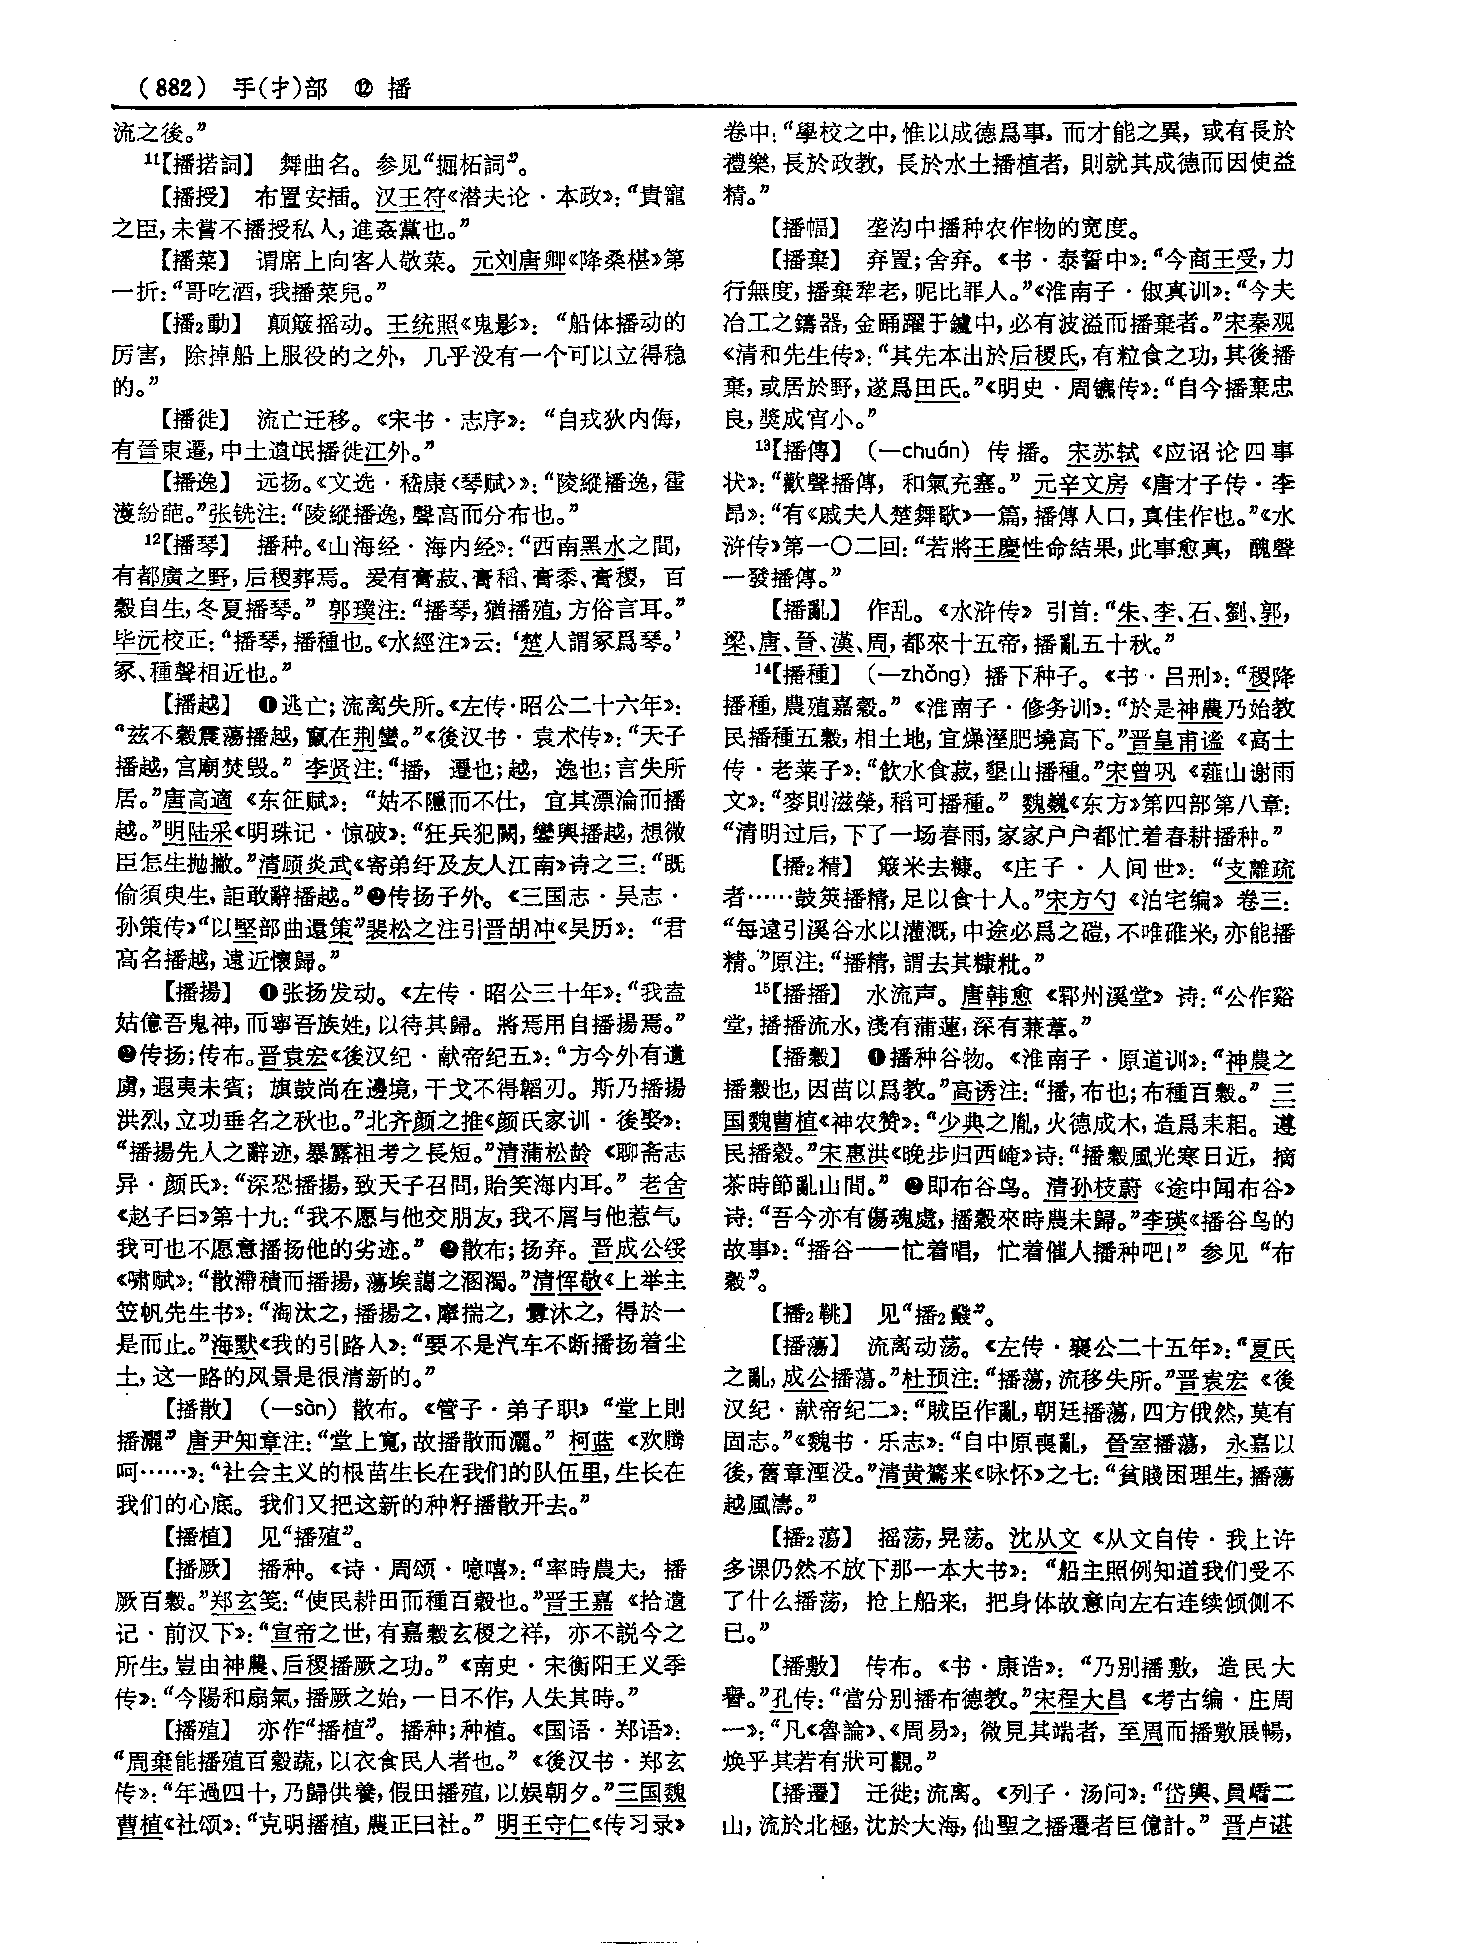 (882) 手(扌)部 ⑫ 播
流之後。”
¹¹【播掿詞】 舞曲名。参见“掘柘詞”。
【播授】 布置安插。汉王符《潜夫论·本政》：“貴寵
之臣，未嘗不播授私人，進姦黨也。”
【播菜】 谓席上向客人敬菜。元刘唐卿《降桑椹》第
一折：“哥吃酒，我播菜兒。”
【播₂動】 颠簸摇动。王统照《鬼影》：“船体播动的
厉害，除掉船上服役的之外，几乎没有一个可以立得稳
的。”
【播徙】 流亡迁移。《宋书·志序》：“自戎狄内侮，
有晉東遷，中土遺氓播徙江外。”
【播逸】 远扬。《文选·嵇康〈琴赋〉》：“陵縱播逸，霍
濩紛葩。”张铣注：“陵縱播逸，聲高而分布也。”
¹²【播琴】 播种。《山海经·海内经》：“西南黑水之間，
有都廣之野，后稷葬焉。爰有膏菽、膏稻、膏黍、膏稷，百
穀自生，冬夏播琴。”郭璞注：“播琴，猶播殖，方俗言耳。”
毕沅校正：“播琴，播種也。《水經注》云：‘楚人謂冢爲琴。’
冢、種聲相近也。”
【播越】 ❶逃亡；流离失所。《左传·昭公二十六年》：
“兹不穀震蕩播越，竄在荆蠻。”《後汉书·袁术传》：“天子
播越，宫廟焚毁。”李贤注：“播，遷也；越，逸也；言失所
居。”唐高適《东征赋》：“姑不隱而不仕，宜其漂淪而播
越。”明陆采《明珠记·惊破》：“狂兵犯闕，鑾輿播越，想微
臣怎生抛撇。”清顾炎武《寄弟纾及友人江南》诗之三：“既
偷須臾生，詎敢辭播越。”❷传扬于外。《三国志·吴志·
孙策传》“以堅部曲還策”裴松之注引晋胡冲《吴历》：“君
高名播越，遠近懷歸。”
【播揚】 ❶张扬发动。《左传·昭公三十年》：“我盍
姑億吾鬼神，而寧吾族姓，以待其歸。將焉用自播揚焉。”
❷传扬；传布。晋袁宏《後汉纪·献帝纪五》：“方今外有遺
虜，遐夷未賓；旗鼓尚在邊境，干戈不得韜刃。斯乃播揚
洪烈，立功垂名之秋也。”北齐颜之推《颜氏家训·後娶》：
“播揚先人之辭迹，暴露祖考之長短。”清蒲松龄《聊斋志
异·颜氏》：“深恐播揚，致天子召問，貽笑海内耳。”老舍
《赵子曰》第十九：“我不愿与他交朋友，我不屑与他惹气，
我可也不愿意播扬他的劣迹。”❷散布；扬弃。晋成公绥
《啸赋》：“散滯積而播揚，蕩埃藹之溷濁。”清恽敬《上举主
笠帆先生书》：“淘汰之，播揚之，摩揣之，釁沐之，得於一
是而止。”海默《我的引路人》：“要不是汽车不断播扬着尘
土，这一路的风景是很清新的。”
【播散】 (—sàn) 散布。《管子·弟子职》“堂上則
播灑”唐尹知章注：“堂上寬，故播散而灑。”柯蓝《欢腾
呵……》：“社会主义的根苗生长在我们的队伍里，生长在
我们的心底。我们又把这新的种籽播散开去。”
【播植】 见“播殖”。
【播厥】 播种。《诗·周颂·噫嘻》：“率時農夫，播
厥百穀。”郑玄笺：“使民耕田而種百穀也。”晋王嘉《拾遗
记·前汉下》：“宣帝之世，有嘉穀玄稷之祥，亦不説今之
所生，豈由神農、后稷播厥之功。”《南史·宋衡阳王义季
传》：“今陽和扇氣，播厥之始，一日不作，人失其時。”
【播殖】 亦作“播植”。播种；种植。《国语·郑语》：
“周棄能播殖百穀蔬，以衣食民人者也。”《後汉书·郑玄
传》：“年過四十，乃歸供養，假田播殖，以娱朝夕。”三国魏
曹植《社颂》：“克明播植，農正曰社。”明王守仁《传习录》
卷中：“學校之中，惟以成德爲事，而才能之異，或有長於
禮樂，長於政教，長於水土播植者，則就其成德而因使益
精。”
【播幅】 垄沟中播种农作物的宽度。
【播棄】 弃置；舍弃。《书·泰誓中》：“今商王受，力
行無度，播棄犂老，昵比罪人。”《淮南子·俶真训》：“今夫
冶工之鑄器，金踊躍于鑪中，必有波溢而播棄者。”宋秦观
《清和先生传》：“其先本出於后稷氏，有粒食之功，其後播
棄，或居於野，遂爲田氏。”《明史·周镳传》：“自今播棄忠
良，獎成宵小。”
¹³【播傳】 (—chuán) 传播。宋苏轼《应诏论四事
状》：“歡聲播傳，和氣充塞。”元辛文房《唐才子传·李
昂》：“有《戚夫人楚舞歌》一篇，播傳人口，真佳作也。”《水
浒传》第一〇二回：“若將王慶性命結果，此事愈真，醜聲
一發播傳。”
【播亂】 作乱。《水浒传》引首：“朱、李、石、劉、郭，
梁、唐、晉、漢、周，都來十五帝，播亂五十秋。”
¹⁴【播種】 (—zhǒng) 播下种子。《书·吕刑》：“稷降
播種，農殖嘉穀。”《淮南子·修务训》：“於是神農乃始教
民播種五穀，相土地，宜燥溼肥墝高下。”晋皇甫谧《高士
传·老莱子》：“飲水食菽，墾山播種。”宋曾巩《薤山谢雨
文》：“麥則滋榮，稻可播種。”魏巍《东方》第四部第八章：
“清明过后，下了一场春雨，家家户户都忙着春耕播种。”
【播₂精】 簸米去糠。《庄子·人间世》：“支離疏
者……鼓筴播精，足以食十人。”宋方勺《泊宅编》卷三：
“每遠引溪谷水以灌溉，中途必爲之磑，不唯碓米，亦能播
精。”原注：“播精，謂去其糠粃。”
¹⁵【播播】 水流声。唐韩愈《郓州溪堂》诗：“公作谿
堂，播播流水，淺有蒲蓮，深有蒹葦。”
【播穀】 ❶播种谷物。《淮南子·原道训》：“神農之
播穀也，因苗以爲教。”高诱注：“播，布也；布種百穀。”三
国魏曹植《神农赞》：“少典之胤，火德成木，造爲耒耜。導
民播穀。”宋惠洪《晚步归西崦》诗：“播穀風光寒日近，摘
茶時節亂山間。”❷即布谷鸟。清孙枝蔚《途中闻布谷》
诗：“吾今亦有傷魂處，播穀來時農未歸。”李瑛《播谷鸟的
故事》：“播谷——忙着唱，忙着催人播种吧！”参见“布
穀”。
【播₂鞉】 见“播₂鼗”。
【播蕩】 流离动荡。《左传·襄公二十五年》：“夏氏
之亂，成公播蕩。”杜预注：“播蕩，流移失所。”晋袁宏《後
汉纪·献帝纪二》：“賊臣作亂，朝廷播蕩，四方俄然，莫有
固志。”《魏书·乐志》：“自中原喪亂，晉室播蕩，永嘉以
後，舊章湮没。”清黄鷟来《咏怀》之七：“貧賤困理生，播蕩
越風濤。”
【播₂蕩】 摇荡，晃荡。沈从文《从文自传·我上许
多课仍然不放下那一本大书》：“船主照例知道我们受不
了什么播荡，抢上船来，把身体故意向左右连续倾侧不
已。”
【播敷】 传布。《书·康诰》：“乃别播敷，造民大
譽。”孔传：“當分别播布德教。”宋程大昌《考古编·庄周
一》：“凡《魯論》、《周易》，微見其端者，至周而播敷展暢，
焕乎其若有狀可觀。”
【播遷】 迁徙；流离。《列子·汤问》：“岱輿、員嶠二
山，流於北極，沈於大海，仙聖之播遷者巨億計。”晋卢谌